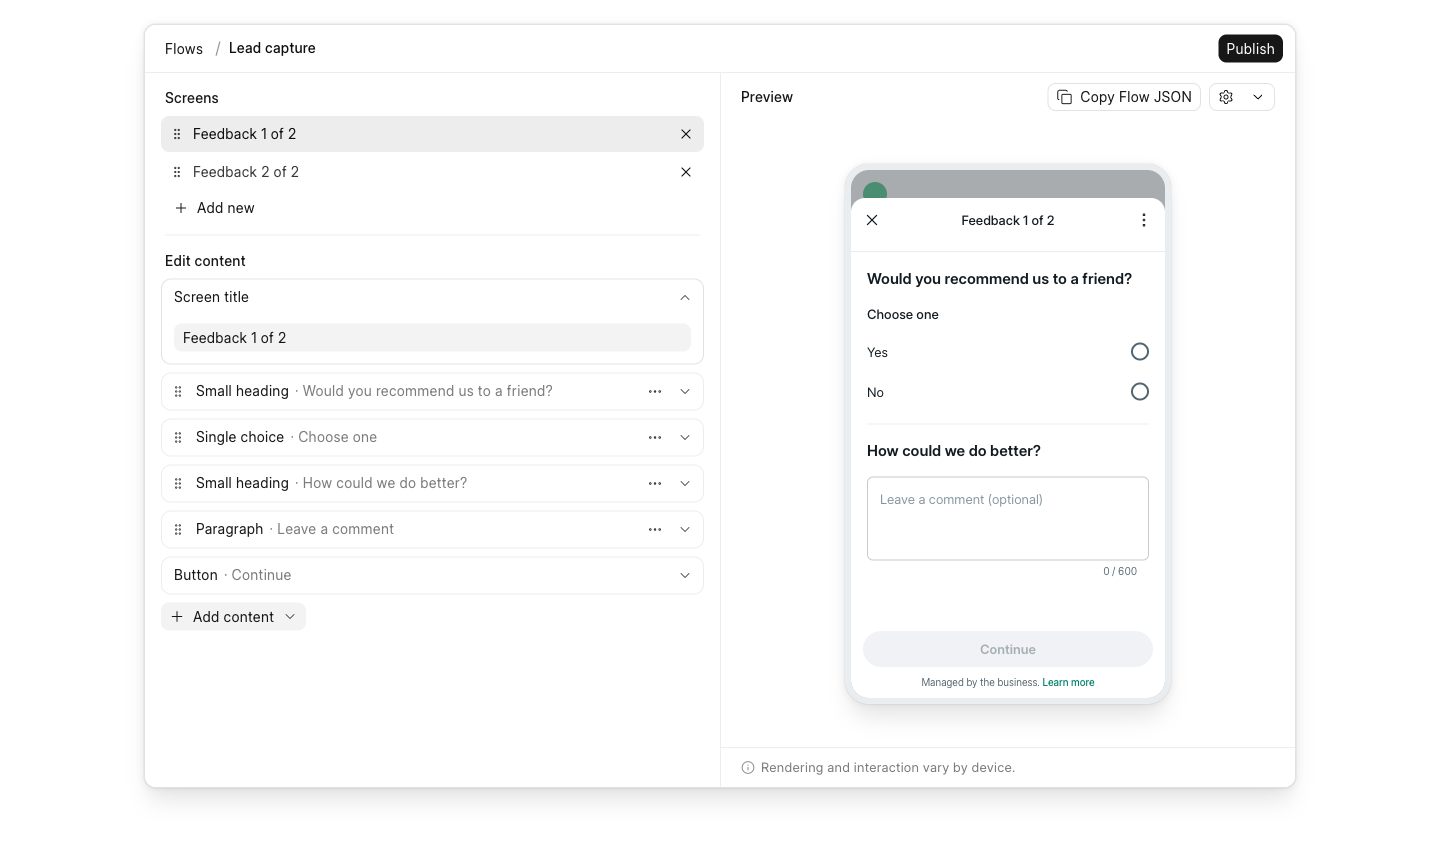 Flows / Lead capture
Publish
Screens
Feedback 1 of 2
Feedback 2 of 2
Add new
Edit content
Screen title
Feedback 1 of 2
Small heading · Would you recommend us to a friend?
Single choice · Choose one
Small heading · How could we do better?
Paragraph · Leave a comment
Button · Continue
Add content
Preview
Copy Flow JSON
Feedback 1 of 2
Would you recommend us to a friend?
Choose one
Yes
No
How could we do better?
Leave a comment (optional)
0 / 600
Continue
Managed by the business. Learn more
Rendering and interaction vary by device.